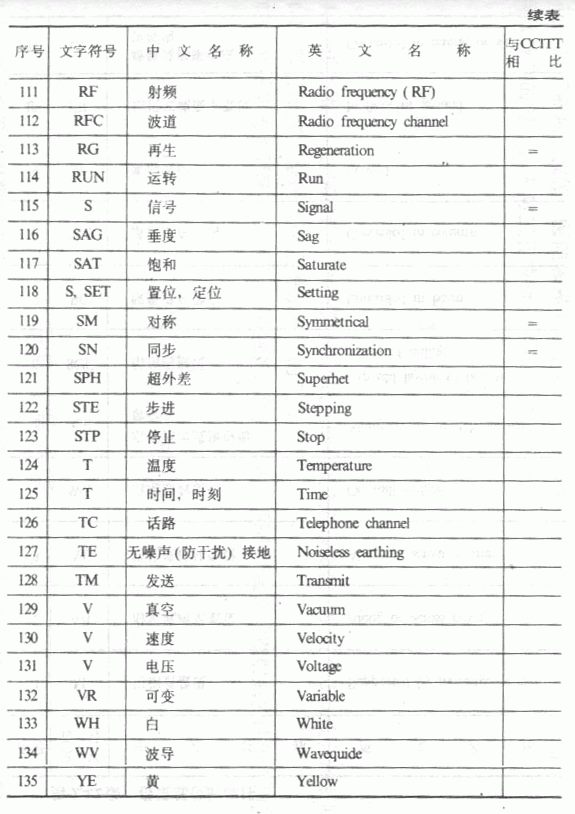 续表
序号 文字符号 中文名称 英文名称 与CCITT相比
111 RF 射频 Radio frequency ( RF)
112 RFC 波道 Radio frequency channel
113 RG 再生 Regeneration =
114 RUN 运转 Run
115 S 信号 Signal =
116 SAG 垂度 Sag
117 SAT 饱和 Saturate
118 S, SET 置位, 定位 Setting
119 SM 对称 Symmetrical =
120 SN 同步 Synchronization =
121 SPH 超外差 Superhet
122 STE 步进 Stepping
123 STP 停止 Stop
124 T 温度 Temperature
125 T 时间, 时刻 Time
126 TC 话路 Telephone channel
127 TE 无噪声(防干扰) 接地 Noiseless earthing
128 TM 发送 Transmit
129 V 真空 Vacuum
130 V 速度 Velocity
131 V 电压 Voltage
132 VR 可变 Variable
133 WH 白 White
134 WV 波导 Wavequide
135 YE 黄 Yellow